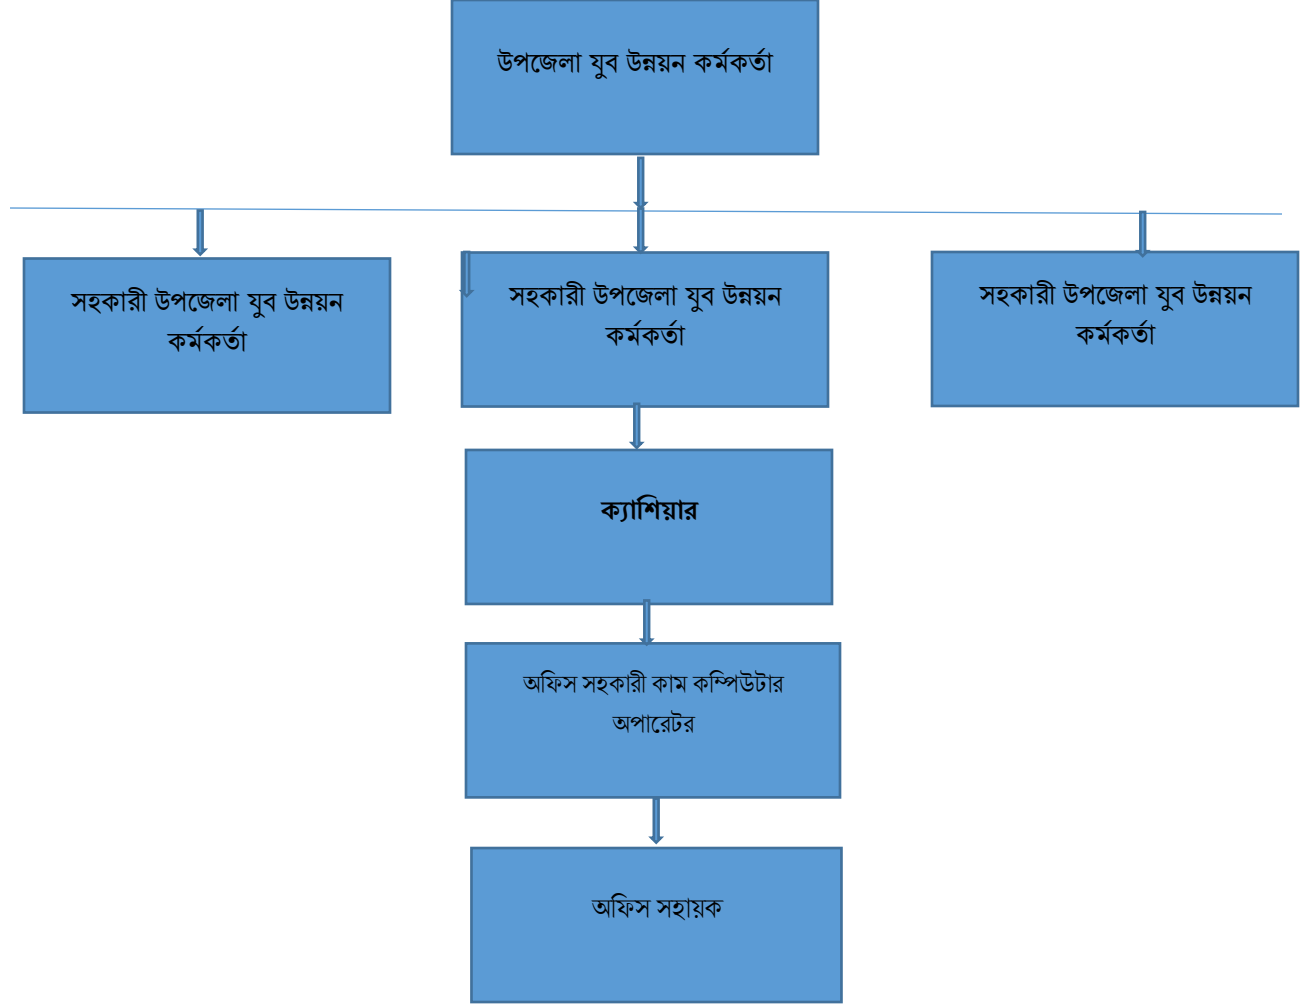 উপজেলা যুব উন্নয়ন কর্মকর্তা
সহকারী উপজেলা যুব উন্নয়ন
কর্মকর্তা
সহকারী উপজেলা যুব উন্নয়ন
কর্মকর্তা
সহকারী উপজেলা যুব উন্নয়ন
কর্মকর্তা
ক্যাশিয়ার
অফিস সহকারী কাম কম্পিউটার
অপারেটর
অফিস সহায়ক